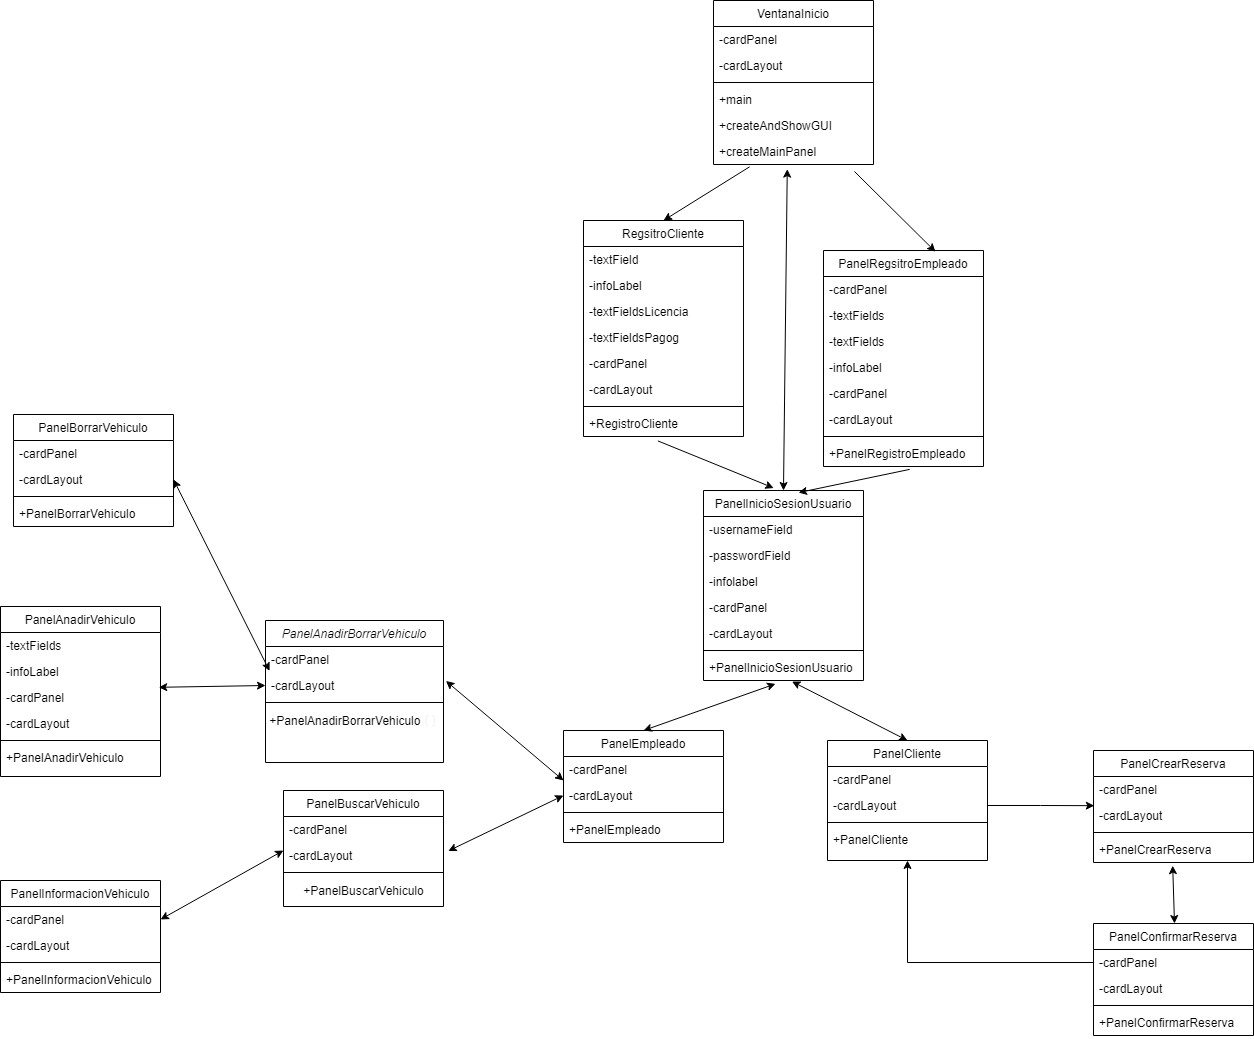 VentanaInicio
-cardPanel
-cardLayout
+main
+createAndShowGUI
+createMainPanel
RegsitroCliente
-textField
-infoLabel
-textFieldsLicencia
-textFieldsPagog
-cardPanel
-cardLayout
+RegistroCliente
PanelRegsitroEmpleado
-cardPanel
-textFields
-textFields
-infoLabel
-cardPanel
-cardLayout
+PanelRegistroEmpleado
PanelBorrarVehiculo
-cardPanel
-cardLayout
+PanelBorrarVehiculo
PanelInicioSesionUsuario
-usernameField
-passwordField
-infolabel
-cardPanel
-cardLayout
+PanelInicioSesionUsuario
PanelAnadirVehiculo
-textFields
-infoLabel
-cardPanel
-cardLayout
+PanelAnadirVehiculo
PanelAnadirBorrarVehiculo
-cardPanel
-cardLayout
+PanelAnadirBorrarVehiculo
PanelEmpleado
-cardPanel
-cardLayout
+PanelEmpleado
PanelCliente
-cardPanel
-cardLayout
+PanelCliente
PanelCrearReserva
-cardPanel
-cardLayout
+PanelCrearReserva
PanelBuscarVehiculo
-cardPanel
-cardLayout
+PanelBuscarVehiculo
PanelInformacionVehiculo
-cardPanel
-cardLayout
+PanelInformacionVehiculo
PanelConfirmarReserva
-cardPanel
-cardLayout
+PanelConfirmarReserva